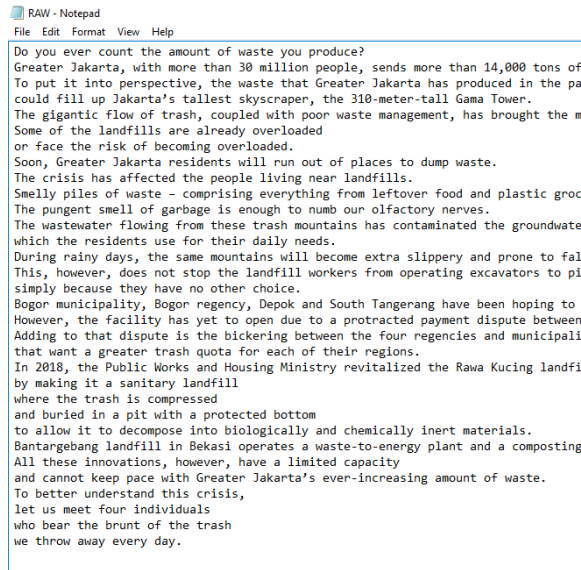 RAW - Notepad
File Edit Format View Help
Do you ever count the amount of waste you produce?
Greater Jakarta, with more than 30 million people, sends more than 14,000 tons of
To put it into perspective, the waste that Greater Jakarta has produced in the pa
could fill up Jakarta’s tallest skyscraper, the 310-meter-tall Gama Tower.
The gigantic flow of trash, coupled with poor waste management, has brought the m
Some of the landfills are already overloaded
or face the risk of becoming overloaded.
Soon, Greater Jakarta residents will run out of places to dump waste.
The crisis has affected the people living near landfills.
Smelly piles of waste – comprising everything from leftover food and plastic groc
The pungent smell of garbage is enough to numb our olfactory nerves.
The wastewater flowing from these trash mountains has contaminated the groundwate
which the residents use for their daily needs.
During rainy days, the same mountains will become extra slippery and prone to fal
This, however, does not stop the landfill workers from operating excavators to pi
simply because they have no other choice.
Bogor municipality, Bogor regency, Depok and South Tangerang have been hoping to
However, the facility has yet to open due to a protracted payment dispute between
Adding to that dispute is the bickering between the four regencies and municipali
that want a greater trash quota for each of their regions.
In 2018, the Public Works and Housing Ministry revitalized the Rawa Kucing landfi
by making it a sanitary landfill
where the trash is compressed
and buried in a pit with a protected bottom
to allow it to decompose into biologically and chemically inert materials.
Bantargebang landfill in Bekasi operates a waste-to-energy plant and a composting
All these innovations, however, have a limited capacity
and cannot keep pace with Greater Jakarta’s ever-increasing amount of waste.
To better understand this crisis,
let us meet four individuals
who bear the brunt of the trash
we throw away every day.